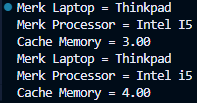 Merk Laptop = Thinkpad
Merk Processor = Intel I5
Cache Memory = 3.00
Merk Laptop = Thinkpad
Merk Processor = Intel i5
Cache Memory = 4.00